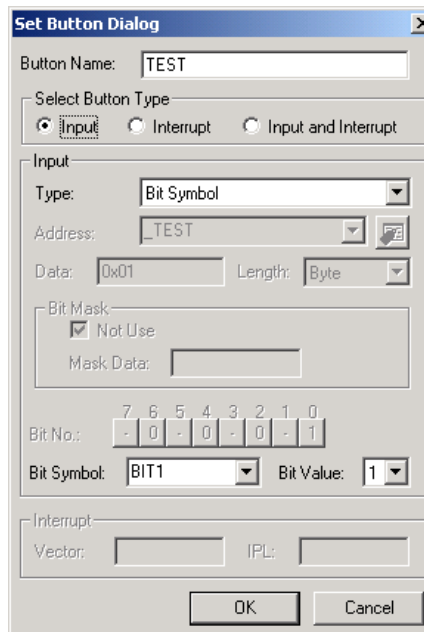 Set Button Dialog
Button Name: TEST
Select Button Type
Input Interrupt Input and Interrupt
Input
Type: Bit Symbol
Address: _TEST
Data: 0x01 Length: Byte
Bit Mask
Not Use
Mask Data:
7 6 5 4 3 2 1 0
Bit No.: - 0 - 0 - 0 - 1
Bit Symbol: BIT1 Bit Value: 1
Interrupt
Vector: IPL:
OK Cancel